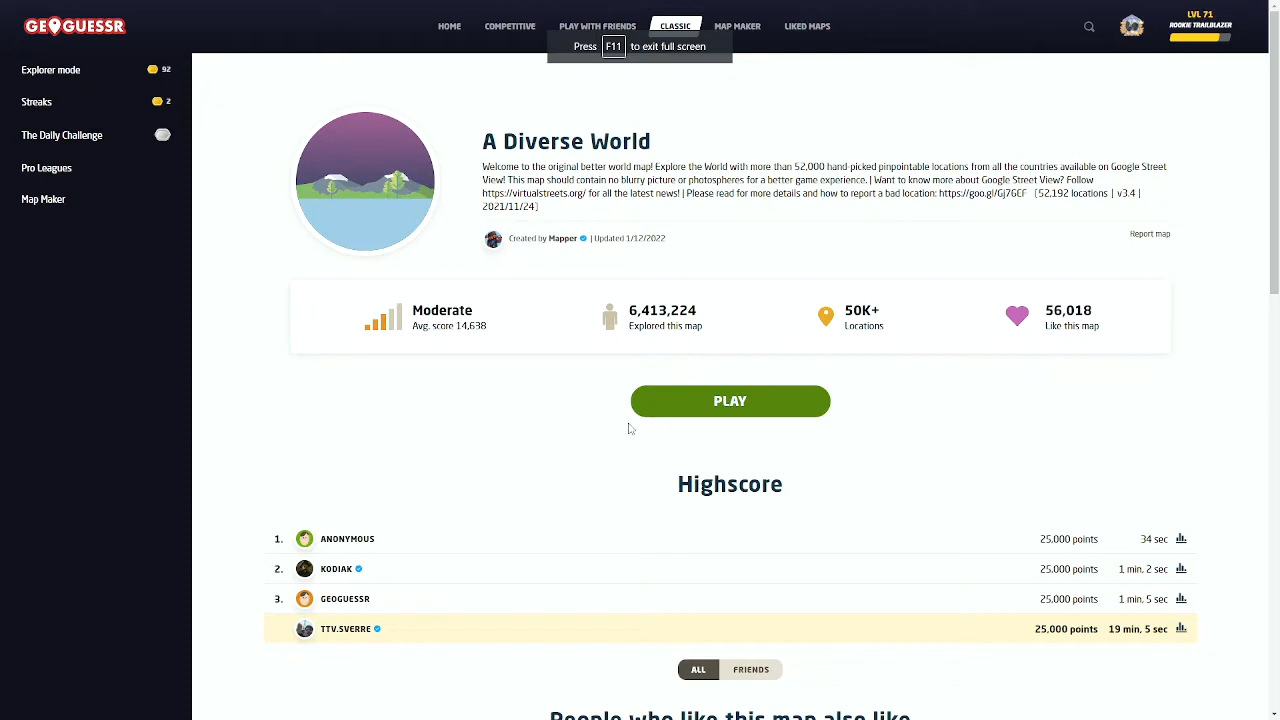 GEOGUESSR
HOME COMPETITIVE PLAY WITH FRIENDS CLASSIC MAP MAKER LIKED MAPS
LVL 71
ROOKIE TRAILBLAZER
Press F11 to exit full screen
Explorer mode 92
Streaks 2
The Daily Challenge
Pro Leagues
Map Maker
A Diverse World
Welcome to the original better world map! Explore the World with more than 52,000 hand-picked pinpointable locations from all the countries available on Google Street
View! This map should contain no blurry picture or photospheres for a better game experience. | Want to know more about Google Street View? Follow
https://virtualstreets.org/ for all the latest news! | Please read for more details and how to report a bad location: https://goo.gl/Gj76EF [52,192 locations | v3.4 |
2021/11/24]
Created by Mapper | Updated 1/12/2022
Report map
Moderate
Avg. score 14,638
6,413,224
Explored this map
50K+
Locations
56,018
Like this map
PLAY
Highscore
1. ANONYMOUS 25,000 points 34 sec
2. KODIAK 25,000 points 1 min, 2 sec
3. GEOGUESSR 25,000 points 1 min, 5 sec
TTV.SVERRE 25,000 points 19 min, 5 sec
ALL FRIENDS
People who like this map also like